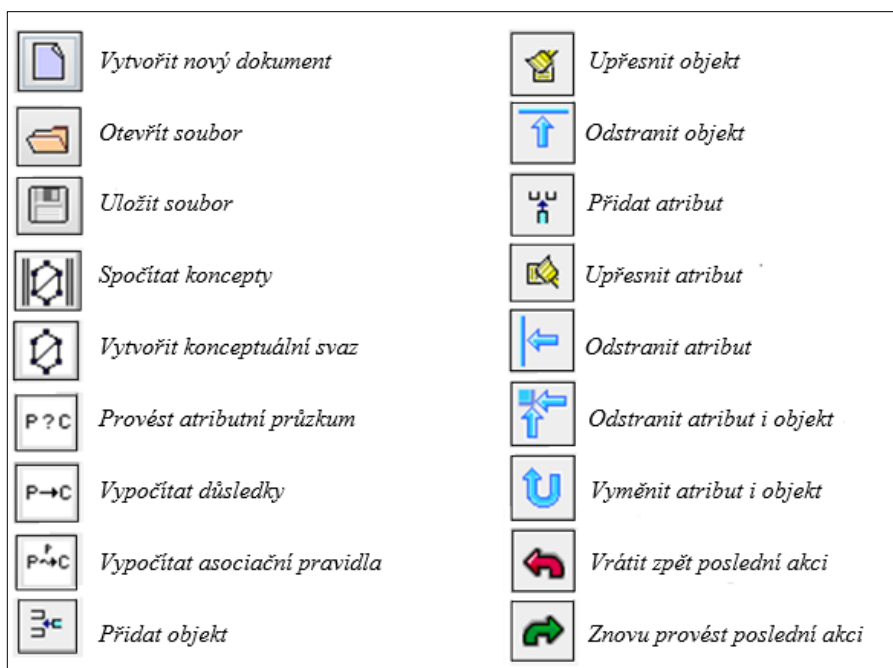 Vytvořit nový dokument
Otevřít soubor
Uložit soubor
Spočítat koncepty
Vytvořit konceptuální svaz
P?C
Provést atributní průzkum
P→C
Vypočítat důsledky
P
P↝C
Vypočítat asociační pravidla
Přidat objekt
Upřesnit objekt
Odstranit objekt
Přidat atribut
Upřesnit atribut
Odstranit atribut
Odstranit atribut i objekt
Vyměnit atribut i objekt
Vrátit zpět poslední akci
Znovu provést poslední akci